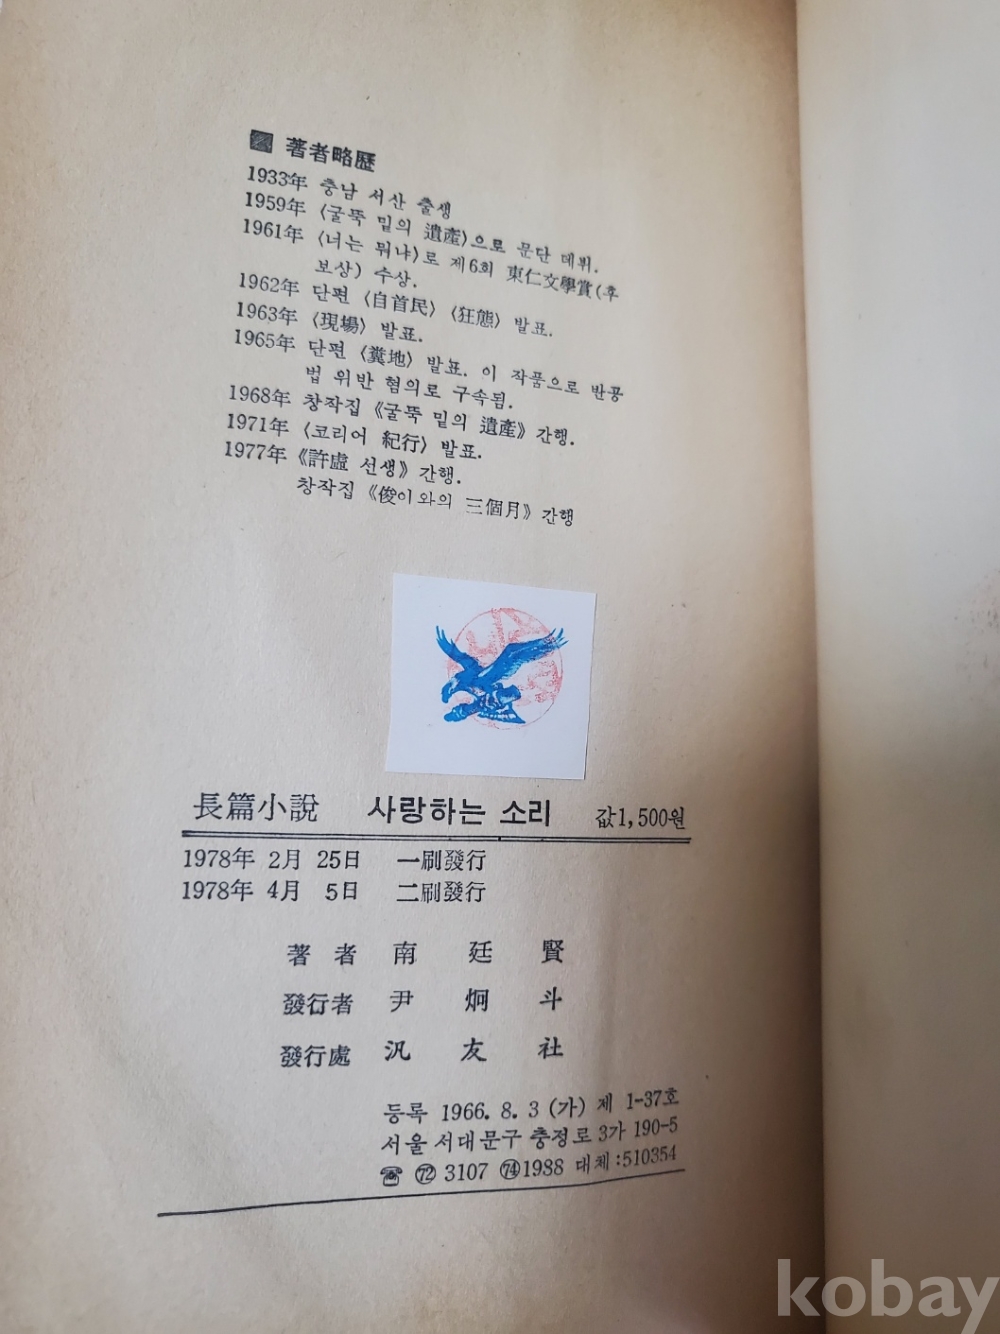 著者略歷
1933年 충남 서산 출생
1959年 〈굴뚝 밑의 遺產〉으로 문단 데뷔.
1961年 〈너는 뭐냐〉로 제6회 東仁文學賞(후
보상) 수상.
1962年 단편 〈自首民〉 〈狂態〉 발표.
1963年 〈現場〉 발표.
1965年 단편 〈糞地〉 발표. 이 작품으로 반공
법 위반 혐의로 구속됨.
1968年 창작집 《굴뚝 밑의 遺產》 간행.
1971年 〈코리어 紀行〉 발표.
1977年 《許虛 선생》 간행.
창작집 《俊이와의 三個月》 간행
長篇小說 사랑하는 소리 값1,500원
1978年 2月 25日 一刷發行
1978年 4月 5日 二刷發行
著者 南廷賢
發行者 尹炯斗
發行處 汎友社
등록 1966. 8. 3 (가) 제 1-37호
서울 서대문구 충정로 3가 190-5
☎ ㊆ 3107 ㊆1988 대체:510354
kobay